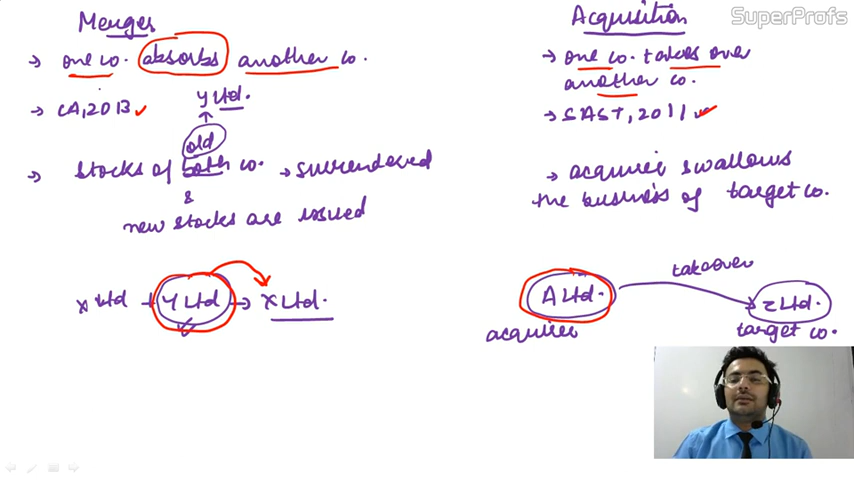 SuperProfs
Merges
→ one co. absorbs another co.
→ CA, 2013
Y Ltd.
old
→ stocks of both co. → surrendered
&
new stocks are issued
X Ltd + Y Ltd → X Ltd.
Acquisition
→ one co. takes over
another co.
→ SAST, 2011
→ acquirer swallows
the business of target co.
A Ltd.
acquirer
takeover
Z Ltd.
target co.